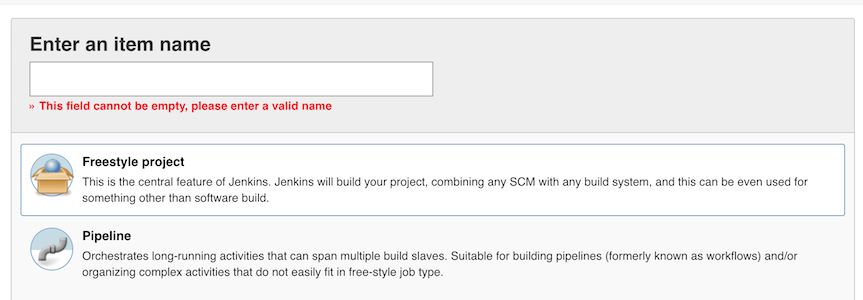 Enter an item name
» This field cannot be empty, please enter a valid name
Freestyle project
This is the central feature of Jenkins. Jenkins will build your project, combining any SCM with any build system, and this can be even used for
something other than software build.
Pipeline
Orchestrates long-running activities that can span multiple build slaves. Suitable for building pipelines (formerly known as workflows) and/or
organizing complex activities that do not easily fit in free-style job type.